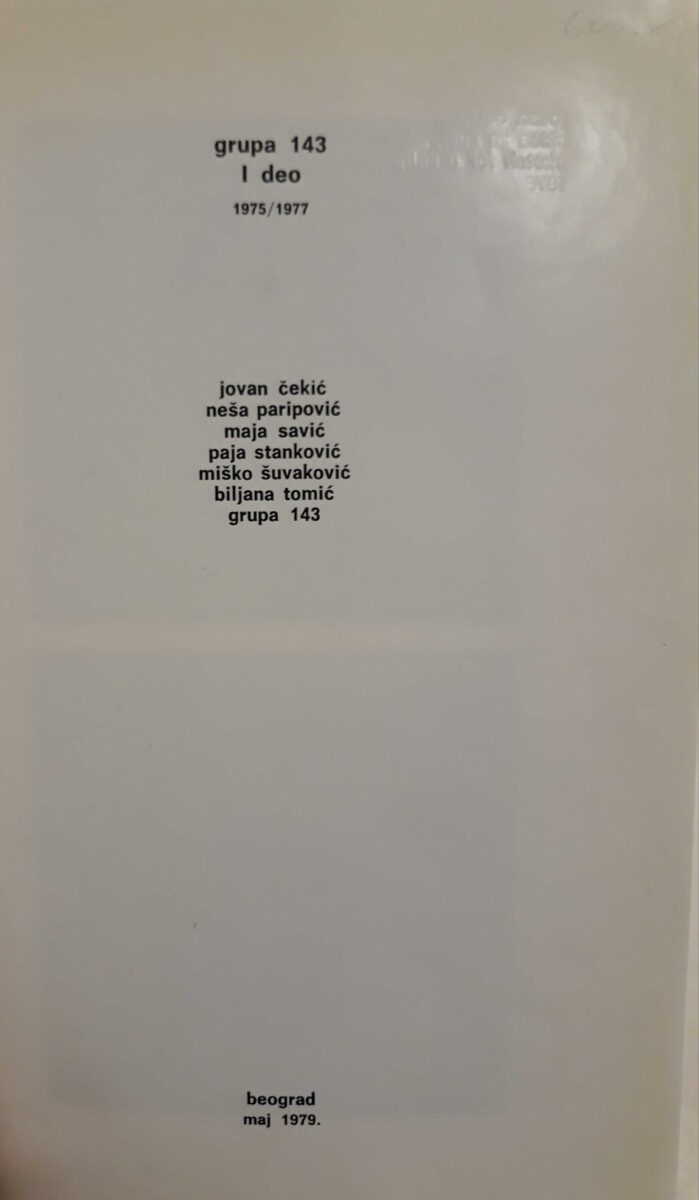 grupa 143
I deo
1975/1977
jovan čekić
neša paripović
maja savić
paja stanković
miško šuvaković
biljana tomić
grupa 143
beograd
maj 1979.